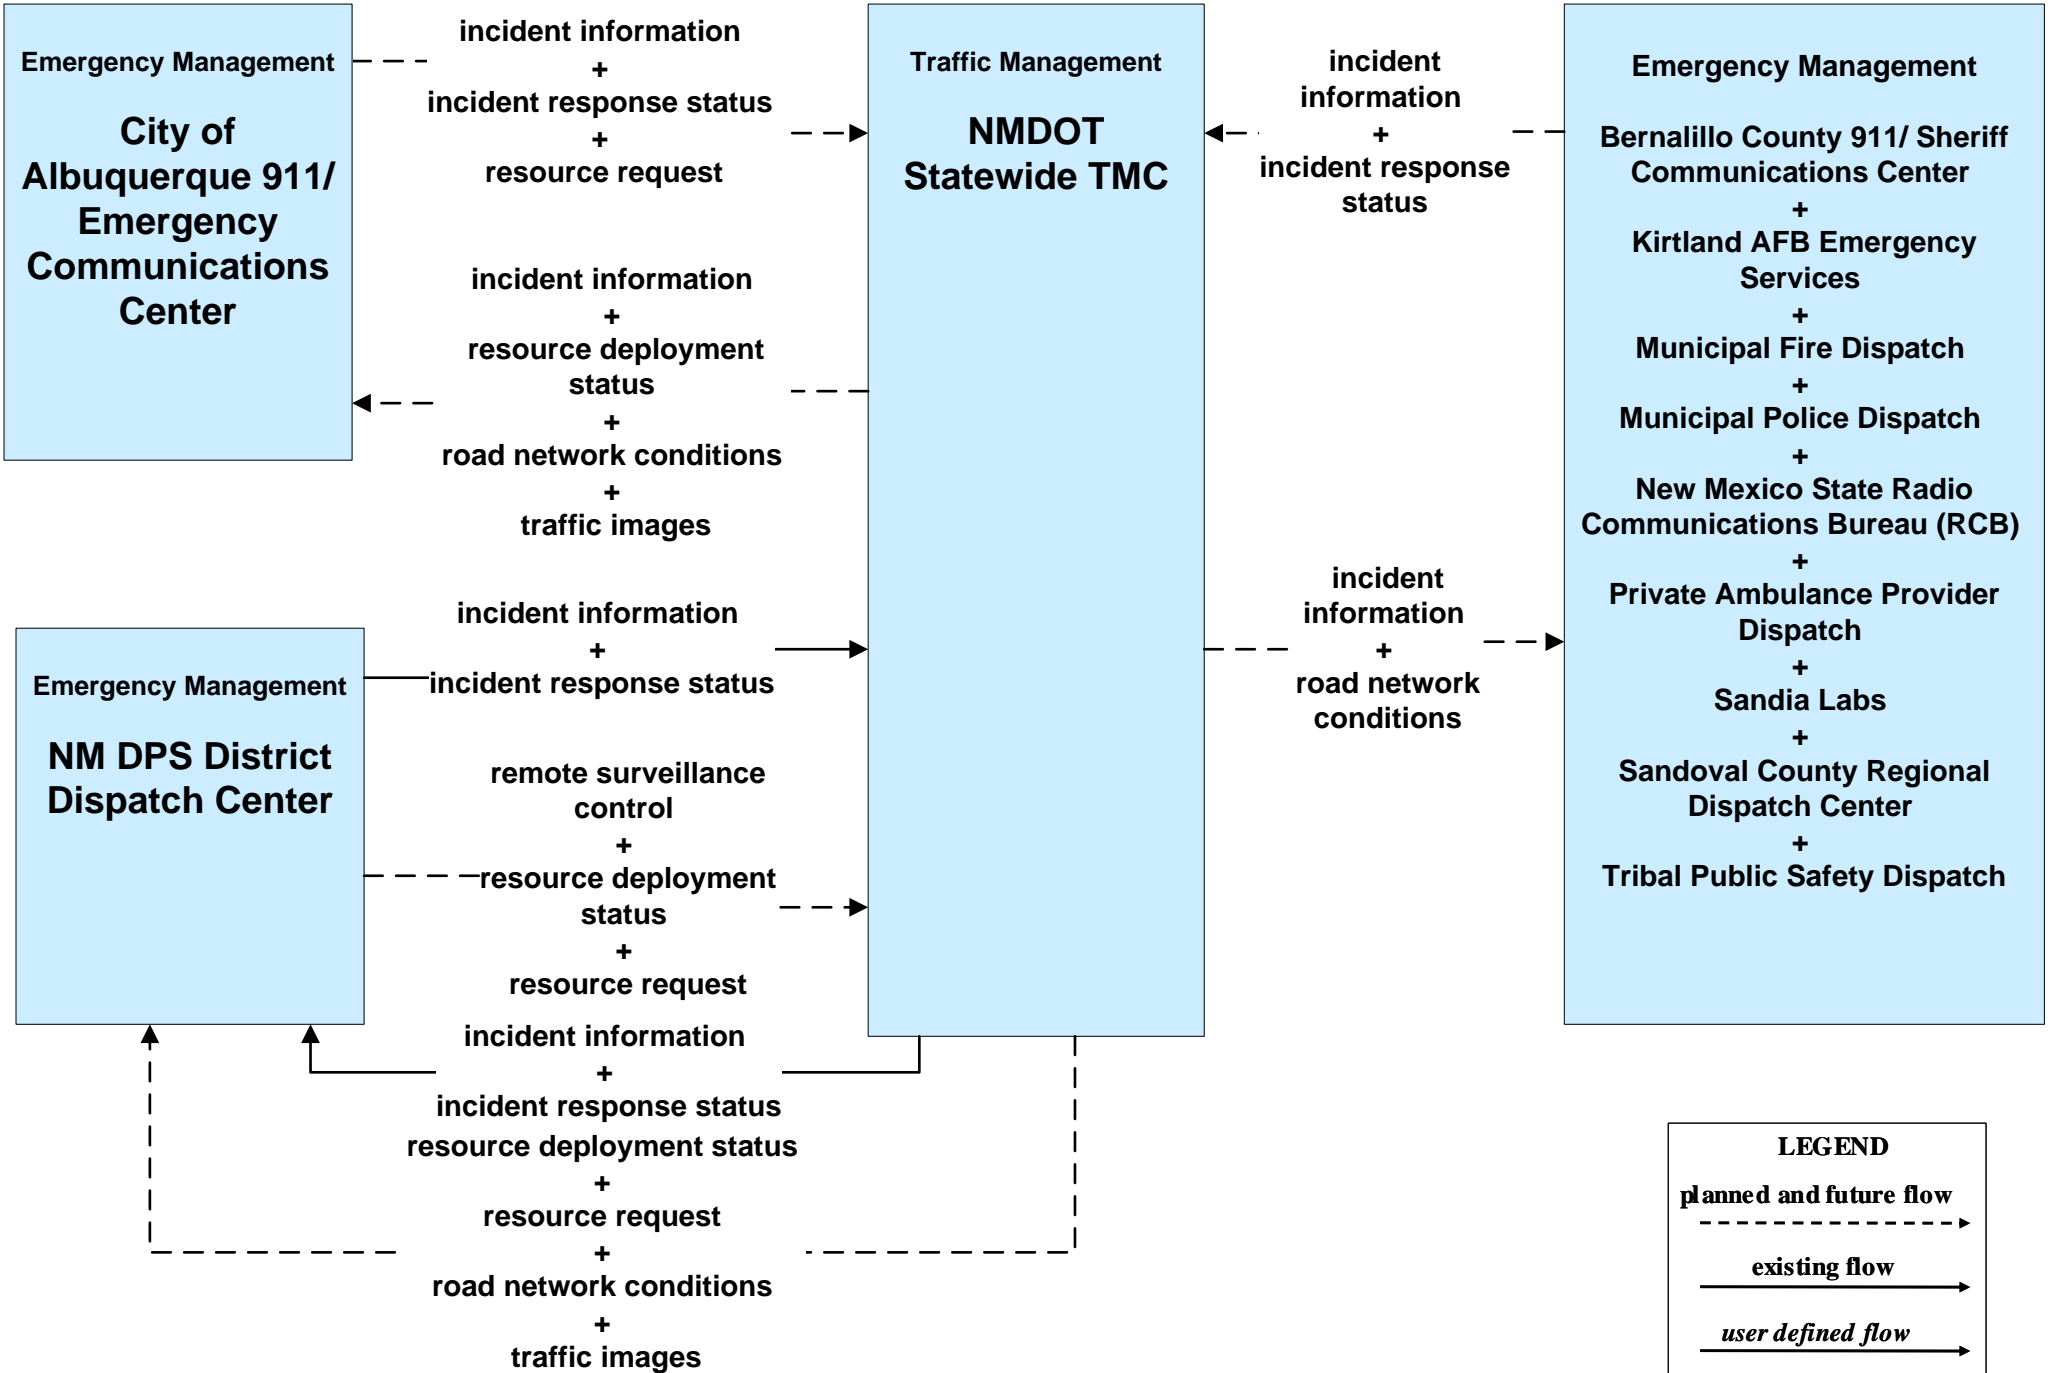 Emergency Management
City of
Albuquerque 911/
Emergency
Communications
Center
incident information
+
incident response status
+
resource request
incident information
+
resource deployment
status
+
road network conditions
+
traffic images
Traffic Management
NMDOT
Statewide TMC
incident
information
+
incident response
status
incident
information
+
road network
conditions
Emergency Management
Bernalillo County 911/ Sheriff
Communications Center
+
Kirtland AFB Emergency
Services
+
Municipal Fire Dispatch
+
Municipal Police Dispatch
+
New Mexico State Radio
Communications Bureau (RCB)
+
Private Ambulance Provider
Dispatch
+
Sandia Labs
+
Sandoval County Regional
Dispatch Center
+
Tribal Public Safety Dispatch
Emergency Management
NM DPS District
Dispatch Center
incident information
+
incident response status
remote surveillance
control
+
resource deployment
status
+
resource request
incident information
+
incident response status
resource deployment status
+
resource request
+
road network conditions
+
traffic images
LEGEND
planned and future flow
existing flow
user defined flow